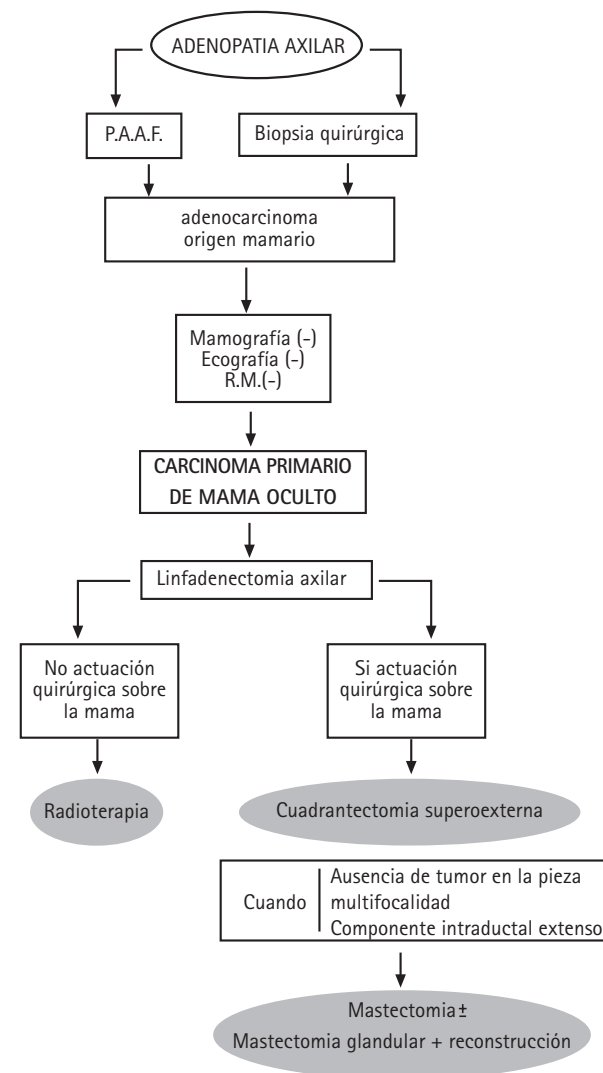 ADENOPATIA AXILAR
P.A.A.F.
Biopsia quirúrgica
adenocarcinoma
origen mamario
Mamografía (-)
Ecografía (-)
R.M.(-)
CARCINOMA PRIMARIO
DE MAMA OCULTO
Linfadenectomia axilar
No actuación
quirúrgica sobre
la mama
Si actuación
quirúrgica sobre
la mama
Radioterapia
Cuadrantectomia superoexterna
Cuando
Ausencia de tumor en la pieza
multifocalidad
Componente intraductal extenso
Mastectomia±
Mastectomia glandular + reconstrucción